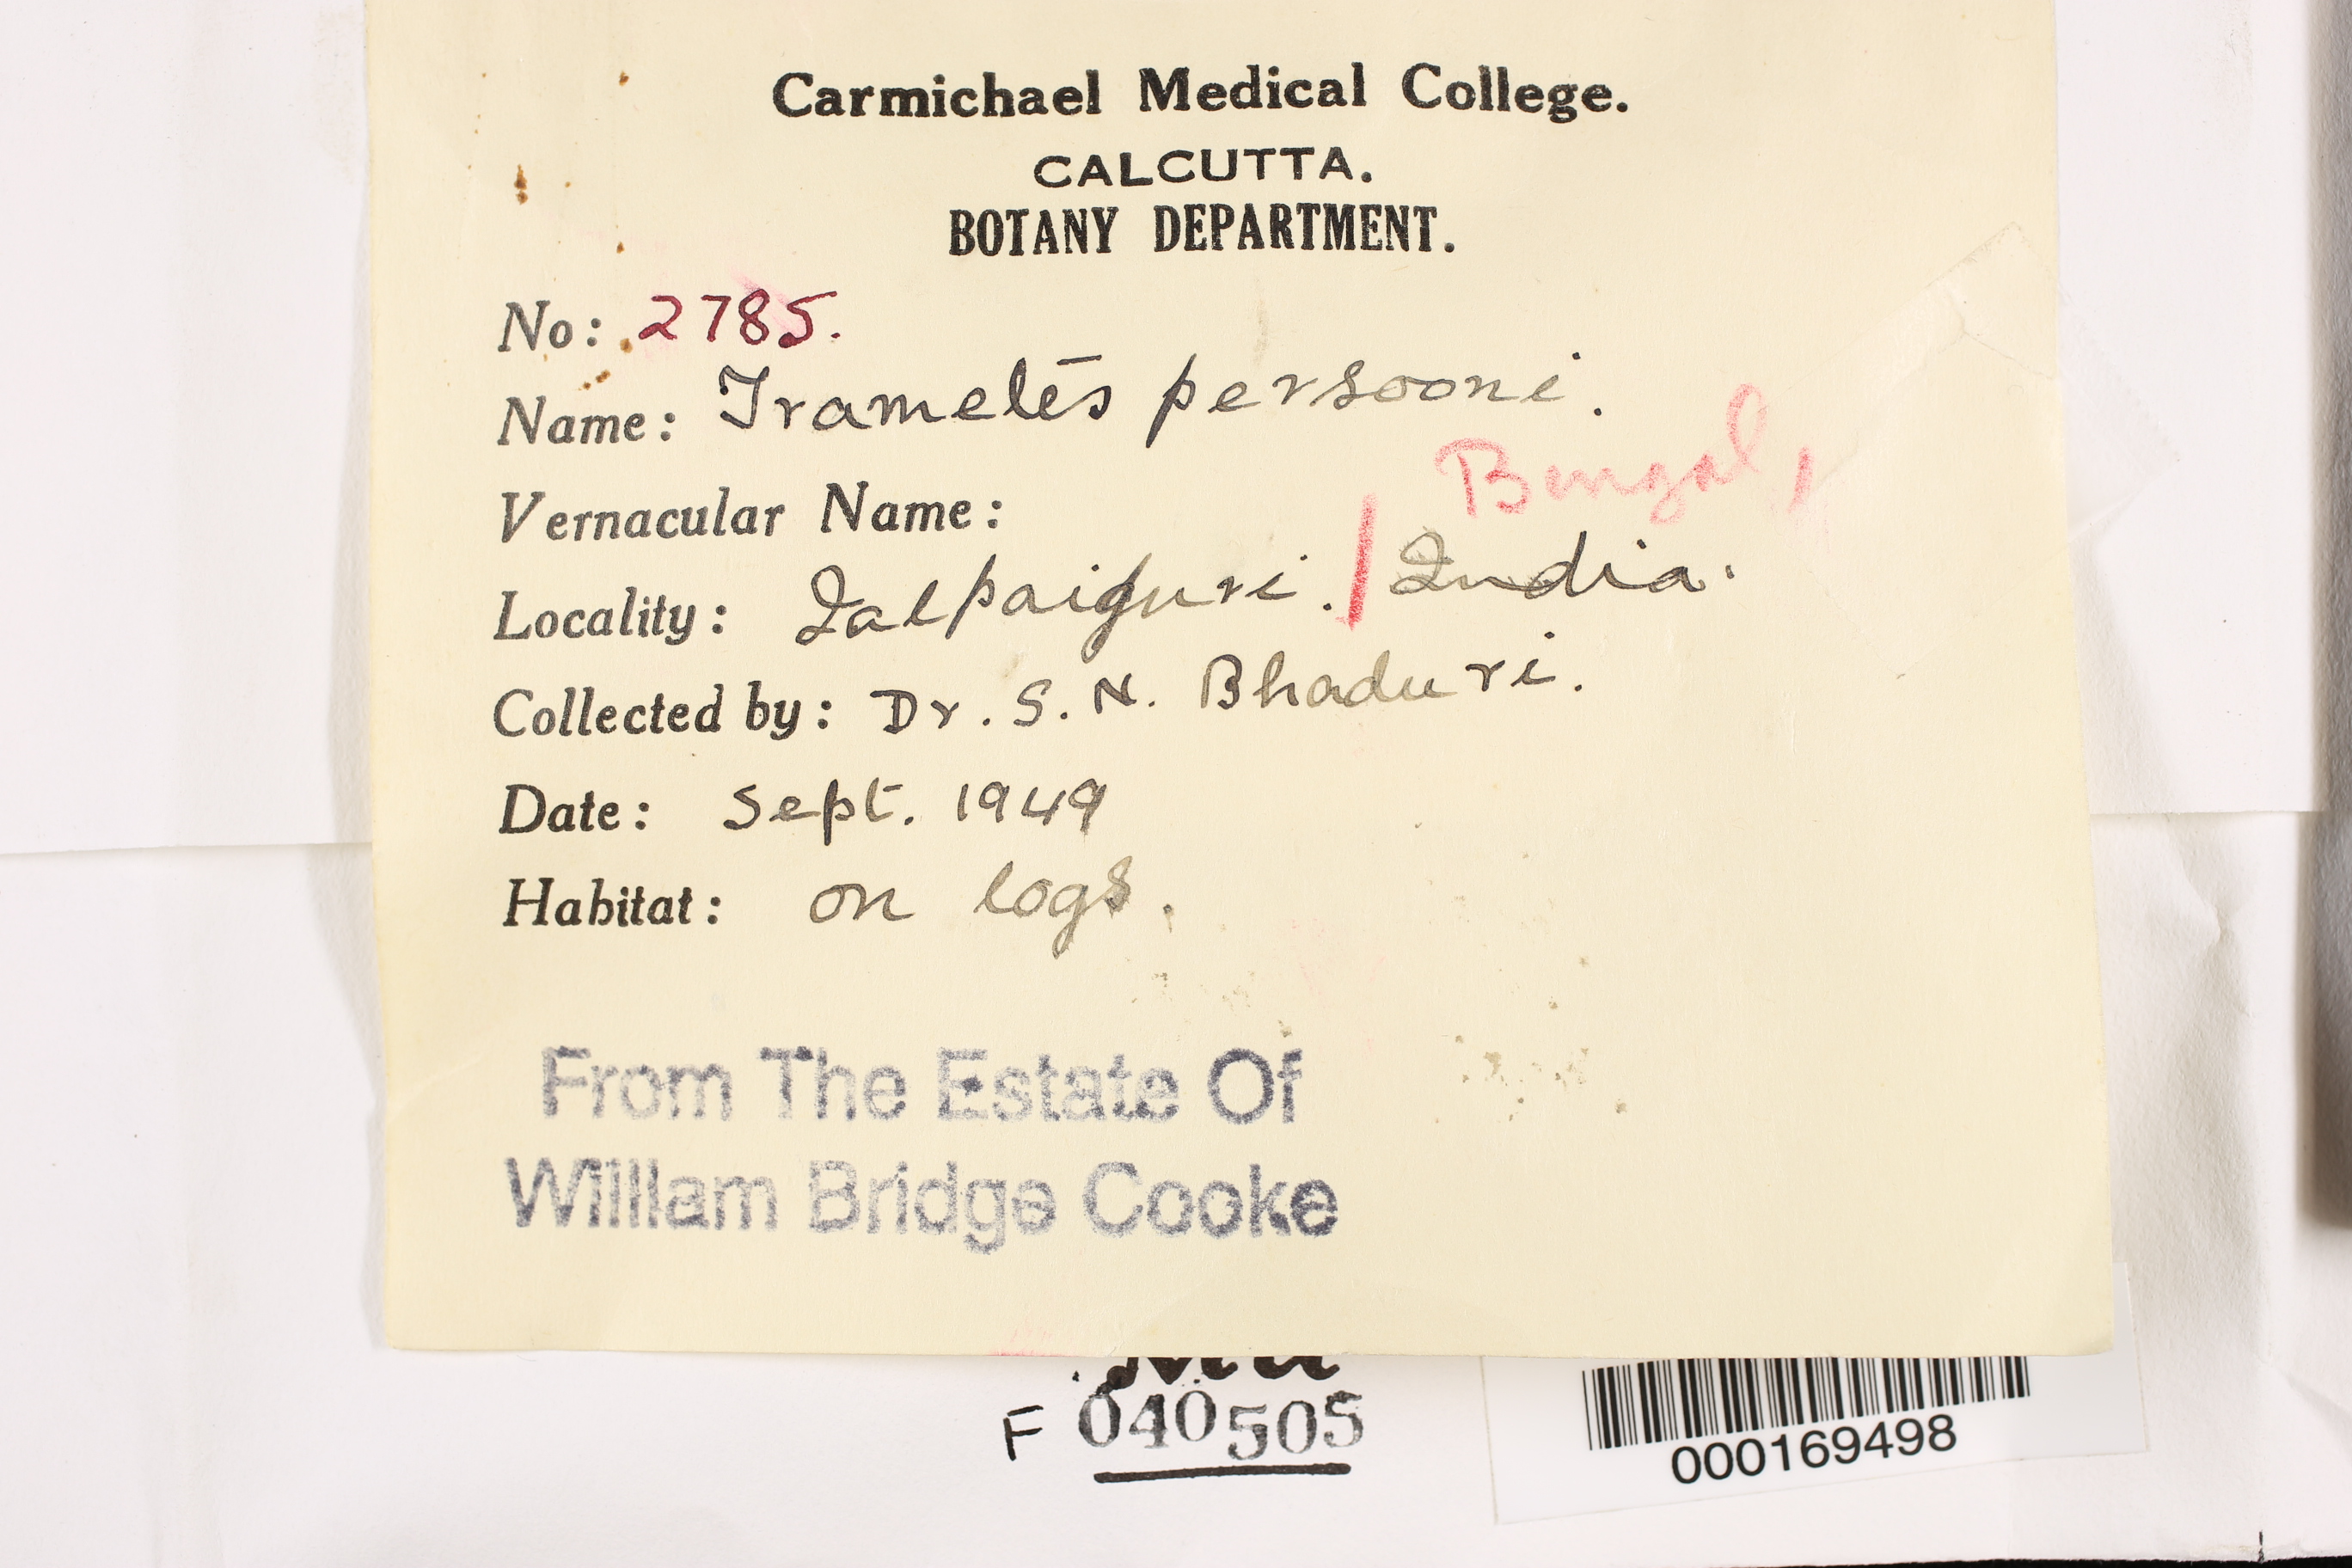 Carmichael Medical College.
CALCUTTA.
BOTANY DEPARTMENT.
No: 2785.
Name: Trametes persooni.
Vernacular Name:
Bengal,
Locality: Jalpaiguri. / India.
Collected by: Dr. S. N. Bhaduri.
Date: Sept. 1949
Habitat: on logs.
From The Estate Of
William Bridge Cooke
F 040505
000169498